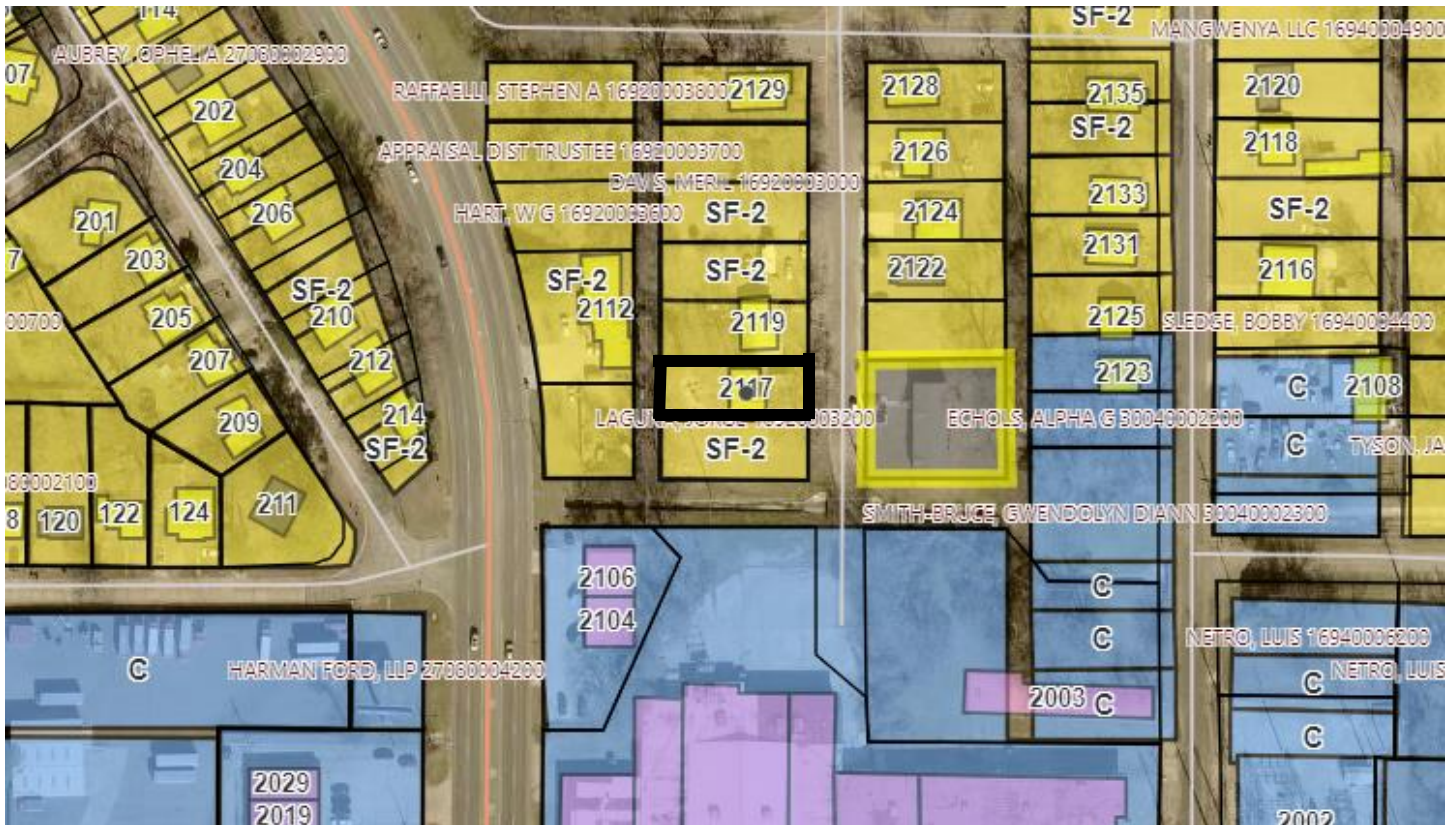 114
SF-2
MANGWENYA LLC 16940004900
AUBREY, OPHELIA 27080002900
07
RAFFAELLI, STEPHEN A 16920003800
2129
2128
2135
2120
202
SF-2
2118
APPRAISAL DIST TRUSTEE 16920003700
2126
204
DAVIS, MERIL 16920003000
2133
HART, W G 16920003600
SF-2
2124
SF-2
201
206
2131
7
203
SF-2
SF-2
2122
2116
SF-2
210
2112
205
2119
2125
SLEDGE, BOBBY 16940004400
00700
207
212
2117
2123
C
2108
209
214
ECHOLS, ALPHA G 30040002200
SF-2
SF-2
C
TYSON, JA
080002100
211
8
120
122
124
SMITH-BRUCE, GWENDOLYN DIANN 30040002300
2106
C
2104
C
NETRO, LUIS 16940006200
C
HARMAN FORD, LLP 27080004200
NETRO, LUIS
C
2003
C
C
2029
2019
2002